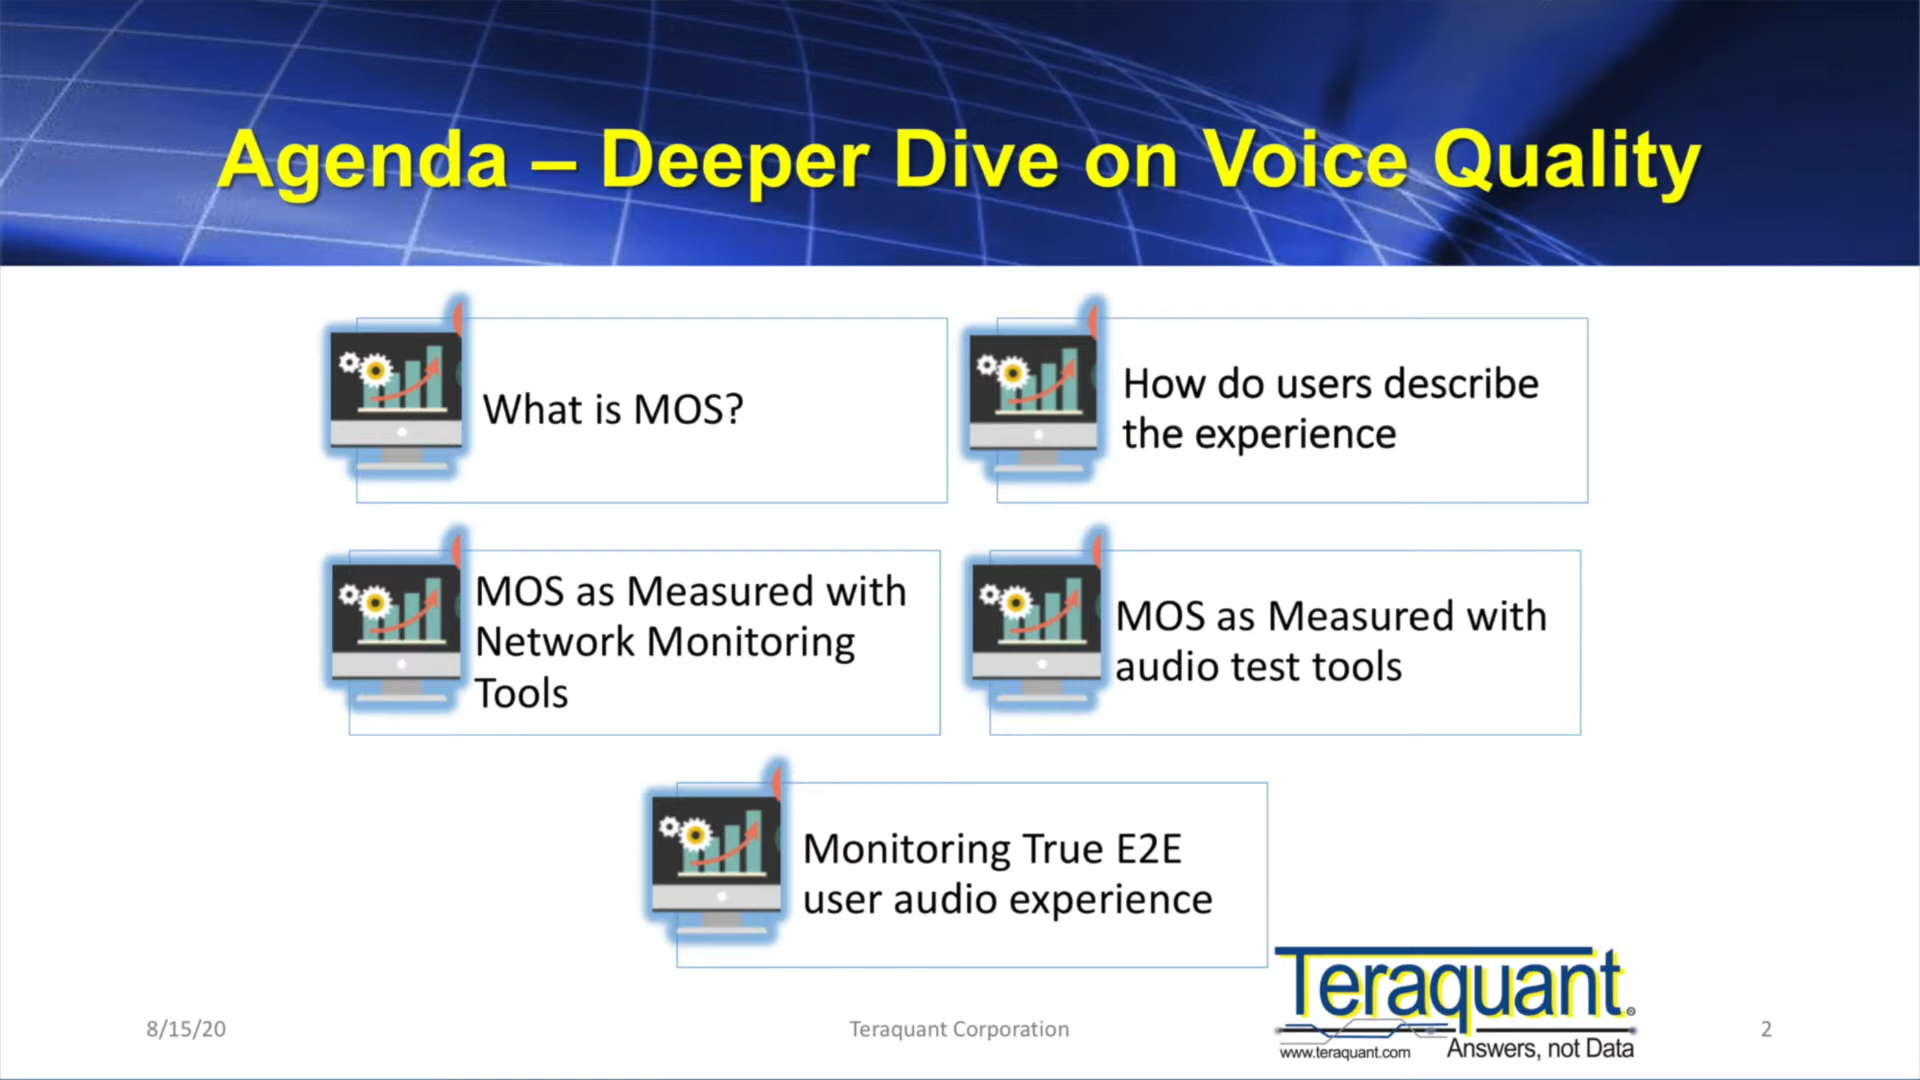 Agenda – Deeper Dive on Voice Quality
What is MOS?
How do users describe
the experience
MOS as Measured with
Network Monitoring
Tools
MOS as Measured with
audio test tools
Monitoring True E2E
user audio experience
Teraquant®
www.teraquant.com
Answers, not Data
8/15/20
Teraquant Corporation
2